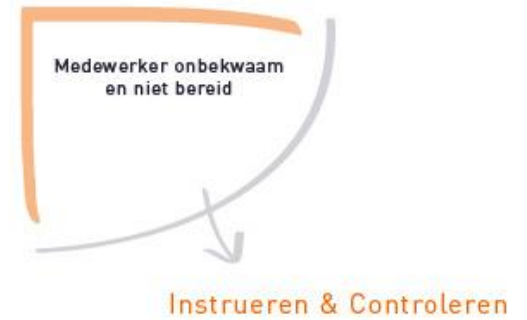 Medewerker onbekwaam
en niet bereid
Instrueren & Controleren